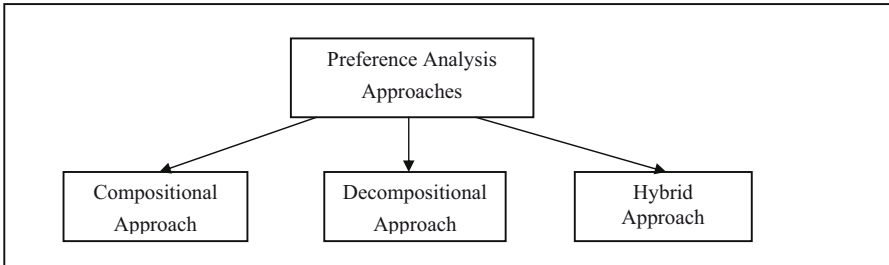 Preference Analysis
Approaches
Compositional
Approach
Decompositional
Approach
Hybrid
Approach